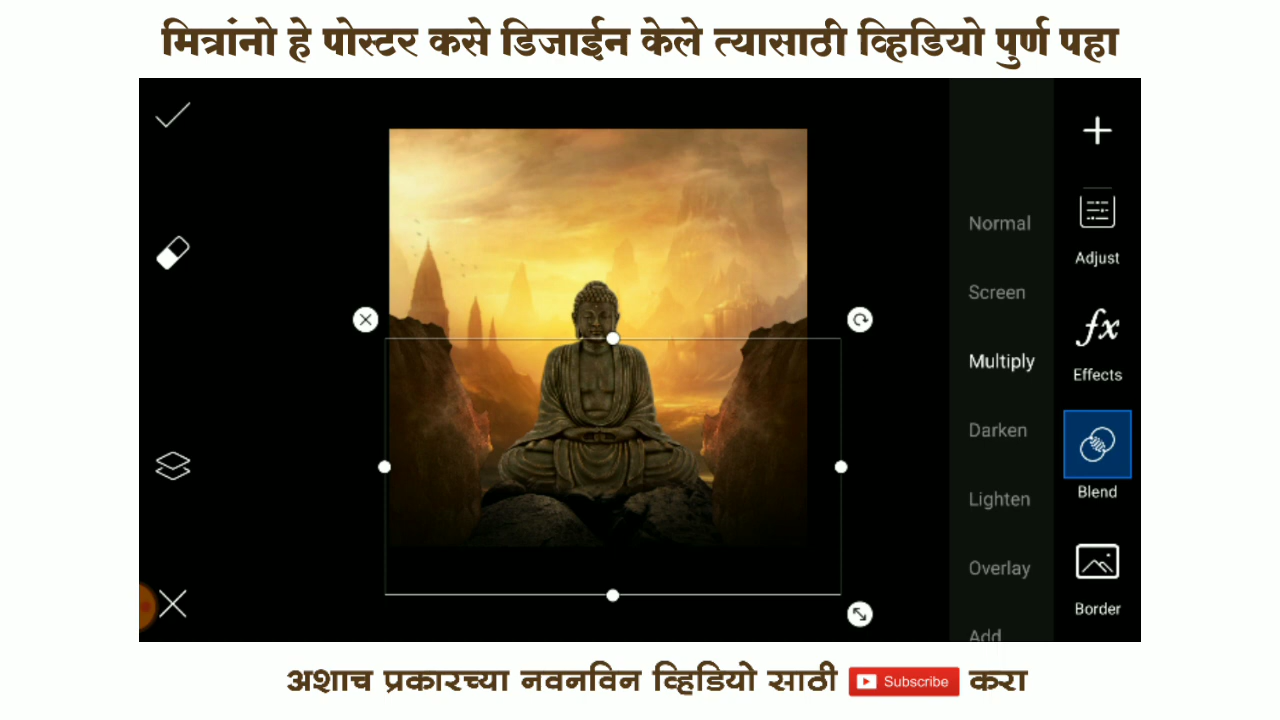 मित्रांनो हे पोस्टर कसे डिजाईन केले त्यासाठी व्हिडियो पुर्ण पहा
Normal
Screen
Multiply
Darken
Lighten
Overlay
Add
Adjust
fx
Effects
Blend
Border
अशाच प्रकारच्या नवनविन व्हिडियो साठी Subscribe करा